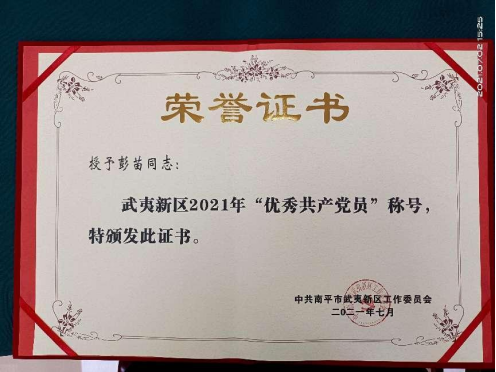 荣誉证书
授予彭苗同志：
武夷新区2021年“优秀共产党员”称号，
特颁发此证书。
中共南平市武夷新区工作委员会
二〇二一年七月